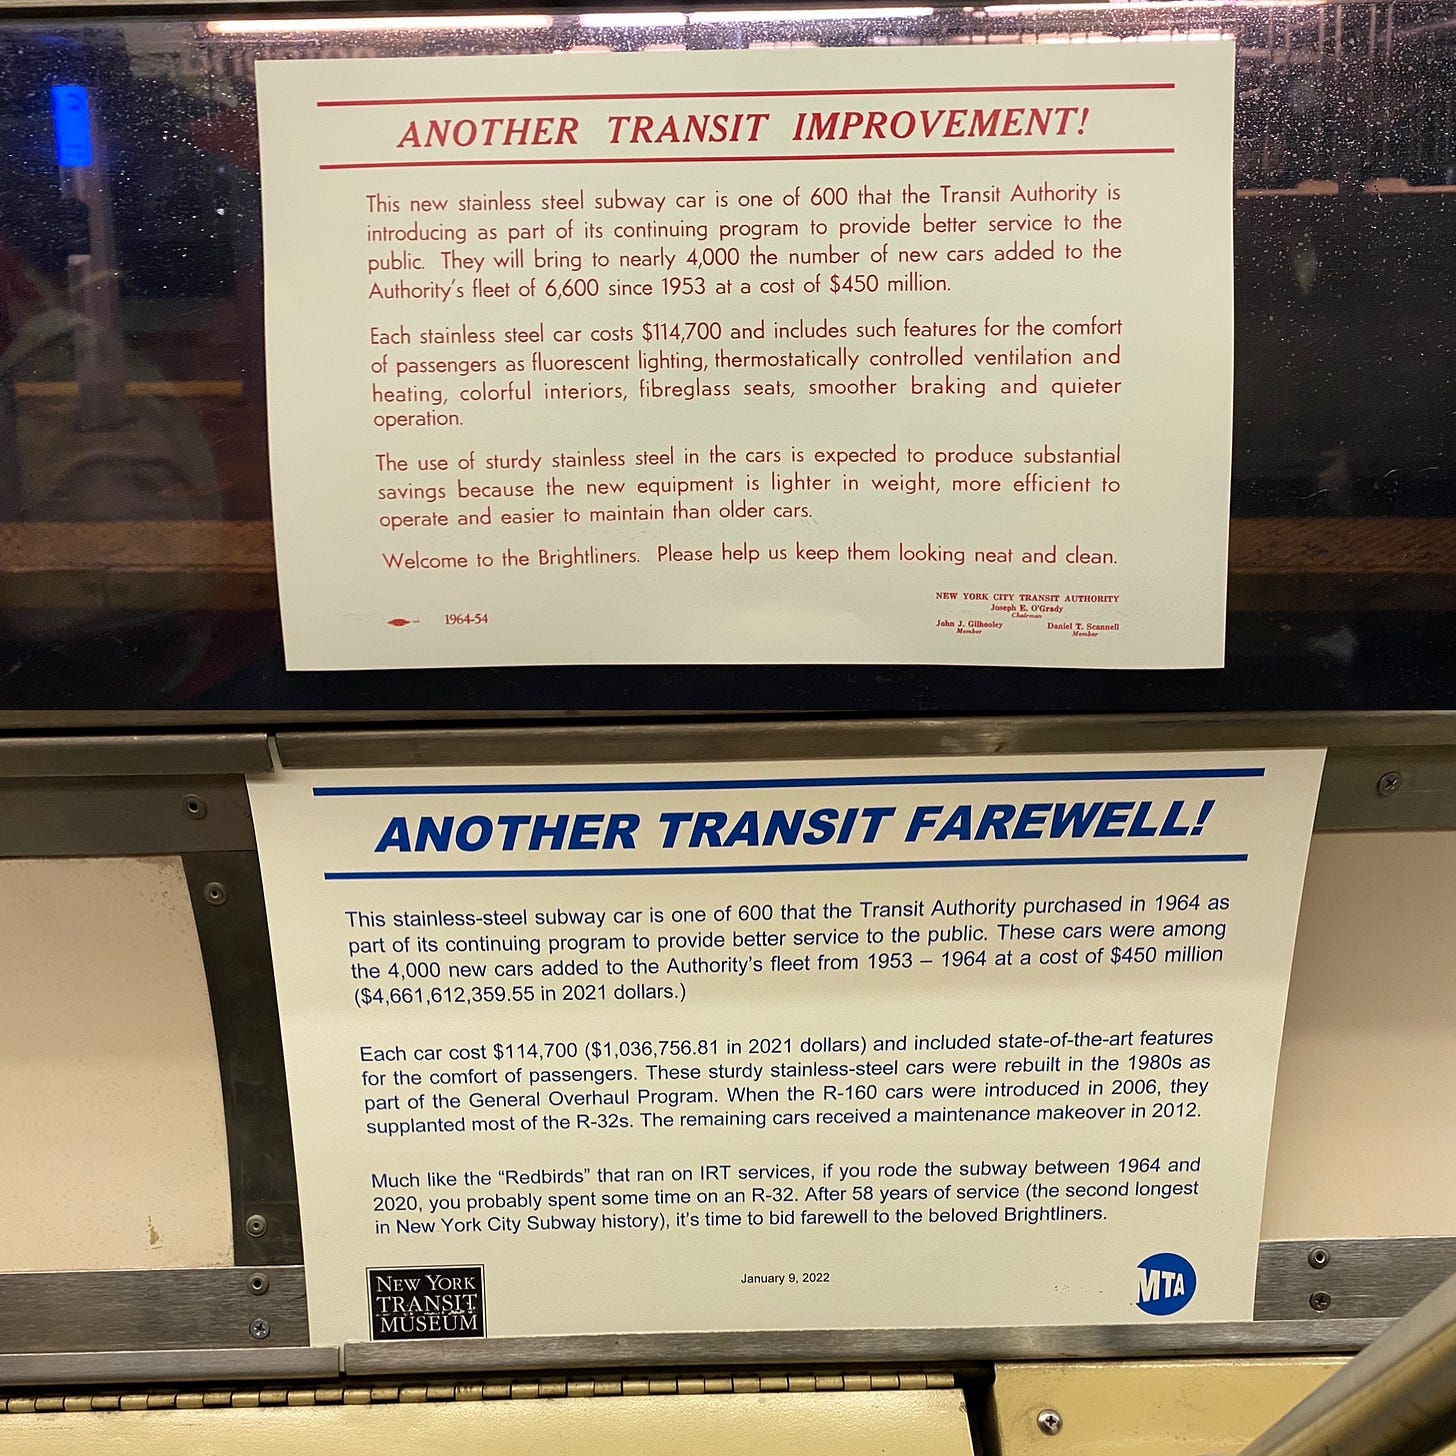 ANOTHER TRANSIT IMPROVEMENT!
This new stainless steel subway car is one of 600 that the Transit Authority is
introducing as part of its continuing program to provide better service to the
public. They will bring to nearly 4,000 the number of new cars added to the
Authority's fleet of 6,600 since 1953 at a cost of $450 million.
Each stainless steel car costs $114,700 and includes such features for the comfort
of passengers as fluorescent lighting, thermostatically controlled ventilation and
heating, colorful interiors, fibreglass seats, smoother braking and quieter
operation.
The use of sturdy stainless steel in the cars is expected to produce substantial
savings because the new equipment is lighter in weight, more efficient to
operate and easier to maintain than older cars.
Welcome to the Brightliners. Please help us keep them looking neat and clean.
1964-54
NEW YORK CITY TRANSIT AUTHORITY
Joseph E. O'Grady
Chairman
John J. Gilhooley Daniel T. Scannell
Member Member
ANOTHER TRANSIT FAREWELL!
This stainless-steel subway car is one of 600 that the Transit Authority purchased in 1964 as
part of its continuing program to provide better service to the public. These cars were among
the 4,000 new cars added to the Authority's fleet from 1953 – 1964 at a cost of $450 million
($4,661,612,359.55 in 2021 dollars.)
Each car cost $114,700 ($1,036,756.81 in 2021 dollars) and included state-of-the-art features
for the comfort of passengers. These sturdy stainless-steel cars were rebuilt in the 1980s as
part of the General Overhaul Program. When the R-160 cars were introduced in 2006, they
supplanted most of the R-32s. The remaining cars received a maintenance makeover in 2012.
Much like the “Redbirds” that ran on IRT services, if you rode the subway between 1964 and
2020, you probably spent some time on an R-32. After 58 years of service (the second longest
in New York City Subway history), it's time to bid farewell to the beloved Brightliners.
NEW YORK
TRANSIT
MUSEUM
January 9, 2022
MTA